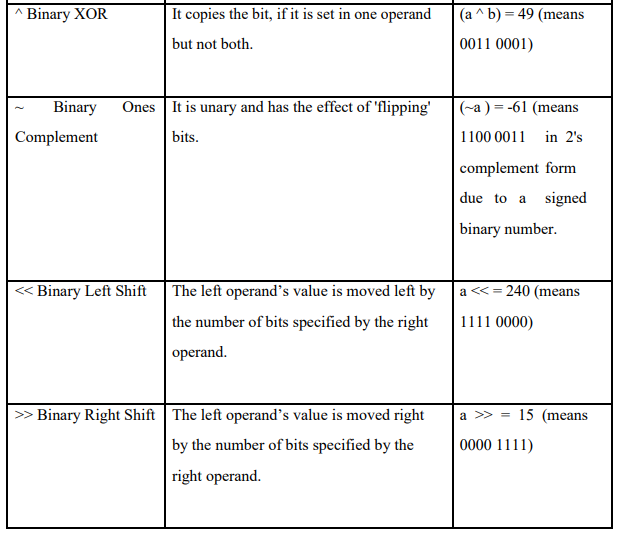 ^ Binary XOR
It copies the bit, if it is set in one operand
but not both.
(a ^ b) = 49 (means
0011 0001)
~ Binary Ones
Complement
It is unary and has the effect of 'flipping'
bits.
(~a ) = -61 (means
1100 0011 in 2's
complement form
due to a signed
binary number.
<< Binary Left Shift
The left operand’s value is moved left by
the number of bits specified by the right
operand.
a << = 240 (means
1111 0000)
>> Binary Right Shift
The left operand’s value is moved right
by the number of bits specified by the
right operand.
a >> = 15 (means
0000 1111)